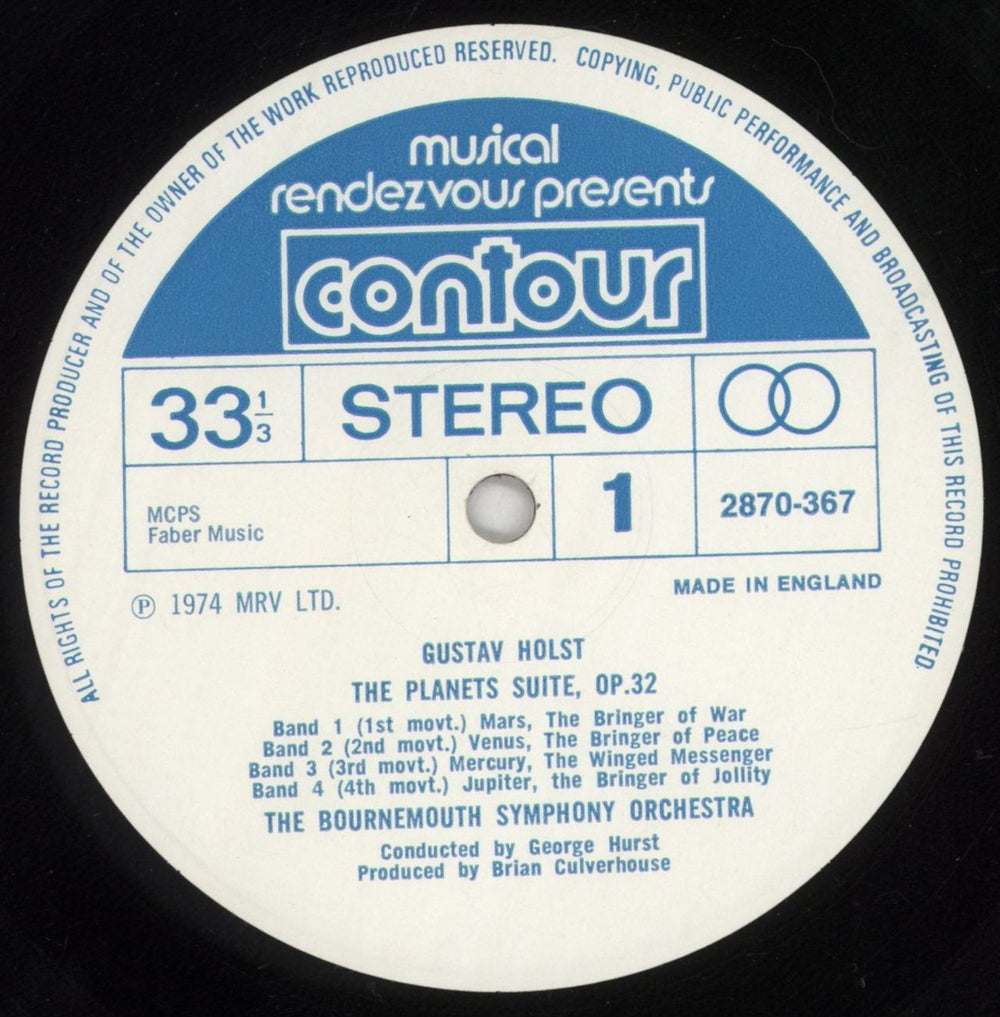 ALL RIGHTS OF THE RECORD PRODUCER AND OF THE OWNER OF THE WORK REPRODUCED RESERVED. COPYING, PUBLIC PERFORMANCE AND BROADCASTING OF THIS RECORD PROHIBITED.
musical
rendezvous presents
contour
33 1/3 STEREO
MCPS
Faber Music
1 2870-367
MADE IN ENGLAND
℗ 1974 MRV LTD.
GUSTAV HOLST
THE PLANETS SUITE, OP.32
Band 1 (1st movt.) Mars, The Bringer of War
Band 2 (2nd movt.) Venus, The Bringer of Peace
Band 3 (3rd movt.) Mercury, The Winged Messenger
Band 4 (4th movt.) Jupiter, the Bringer of Jollity
THE BOURNEMOUTH SYMPHONY ORCHESTRA
Conducted by George Hurst
Produced by Brian Culverhouse